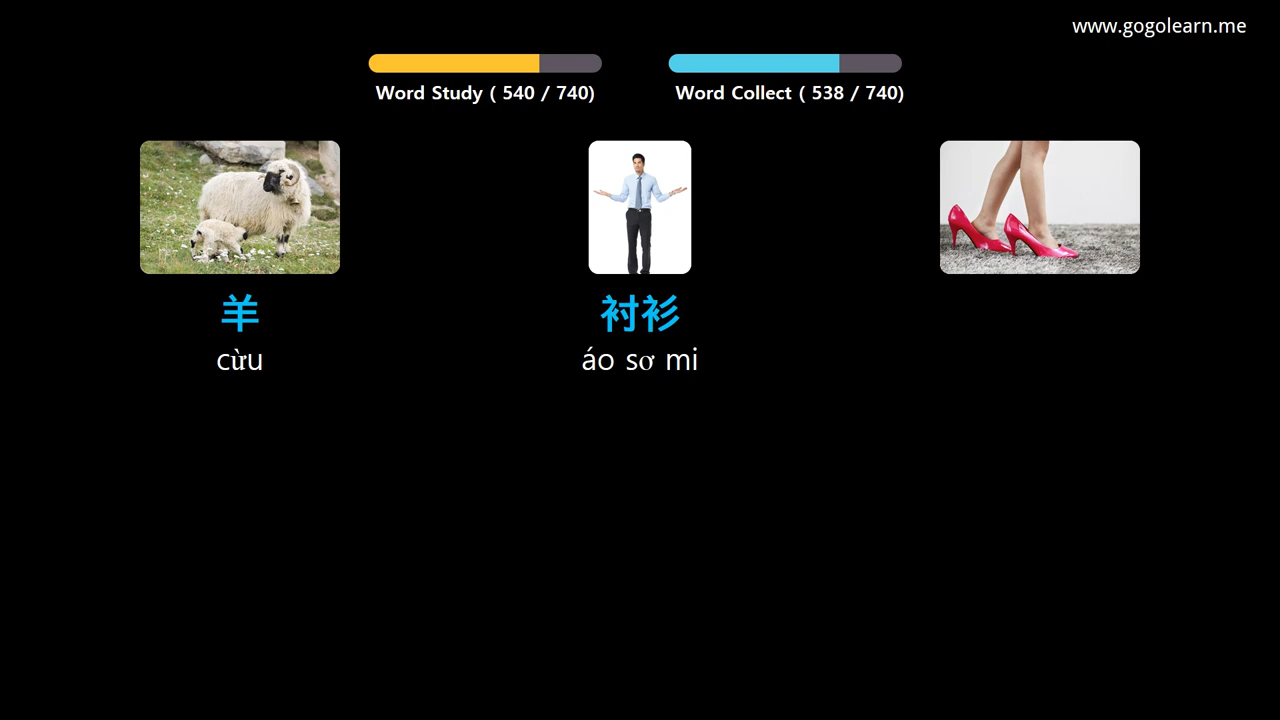 www.gogolearn.me
Word Study ( 540 / 740)
Word Collect ( 538 / 740)
羊
cừu
衬衫
áo sơ mi